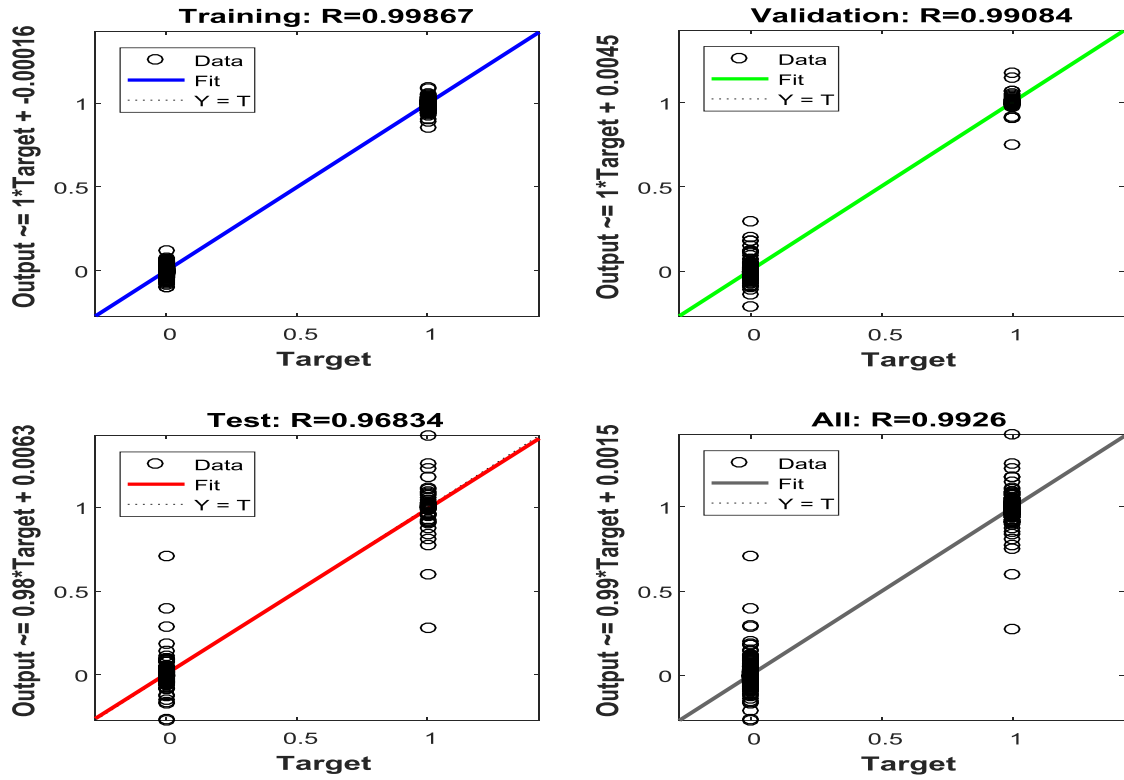 Training: R=0.99867
Output ~= 1*Target + -0.00016
Data
Fit
Y = T
1
0.5
0
0
0.5
1
Target
Validation: R=0.99084
Output ~= 1*Target + 0.0045
Data
Fit
Y = T
1
0.5
0
0
0.5
1
Target
Test: R=0.96834
Output ~= 0.98*Target + 0.0063
Data
Fit
Y = T
1
0.5
0
0
0.5
1
Target
All: R=0.9926
Output ~= 0.99*Target + 0.0015
Data
Fit
Y = T
1
0.5
0
0
0.5
1
Target